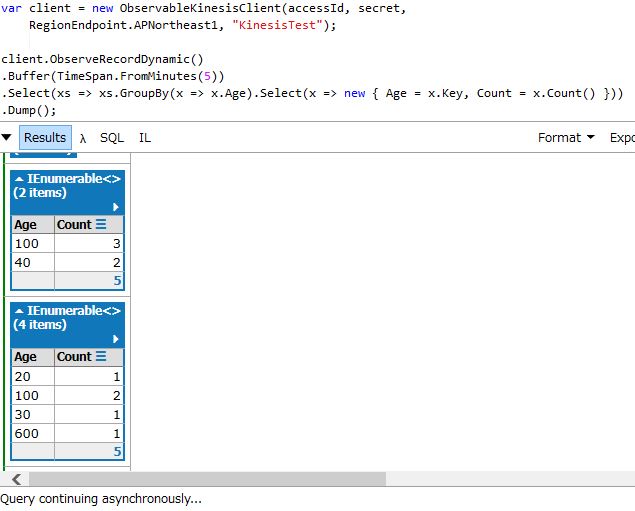 var client = new ObservableKinesisClient(accessId, secret,
RegionEndpoint.APNortheast1, "KinesisTest");
client.ObserveRecordDynamic()
.Buffer(TimeSpan.FromMinutes(5))
.Select(xs => xs.GroupBy(x => x.Age).Select(x => new { Age = x.Key, Count = x.Count() }))
.Dump();
Results λ SQL IL Format Expo
IEnumerable<>
(2 items)
Age Count
100 3
40 2
5
IEnumerable<>
(4 items)
Age Count
20 1
100 2
30 1
600 1
5
Query continuing asynchronously...